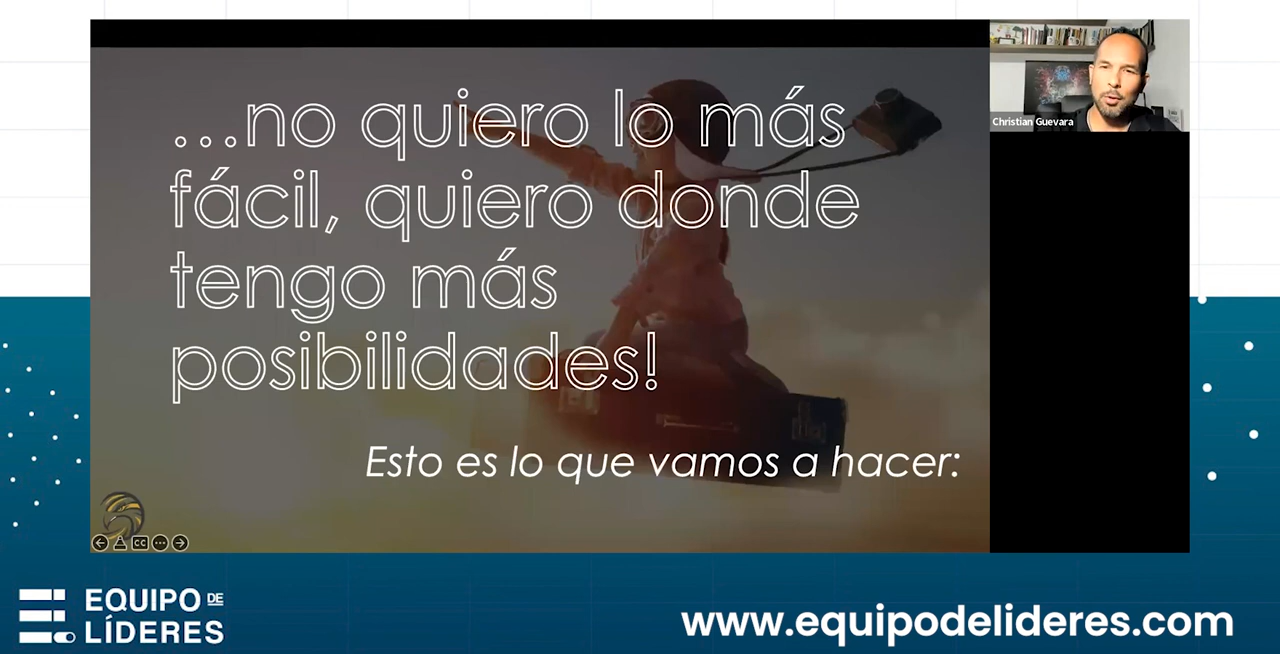 ...no quiero lo más
fácil, quiero donde
tengo más
posibilidades!
Esto es lo que vamos a hacer:
Christian Guevara
CC
EQUIPO DE
LÍDERES
www.equipodelideres.com